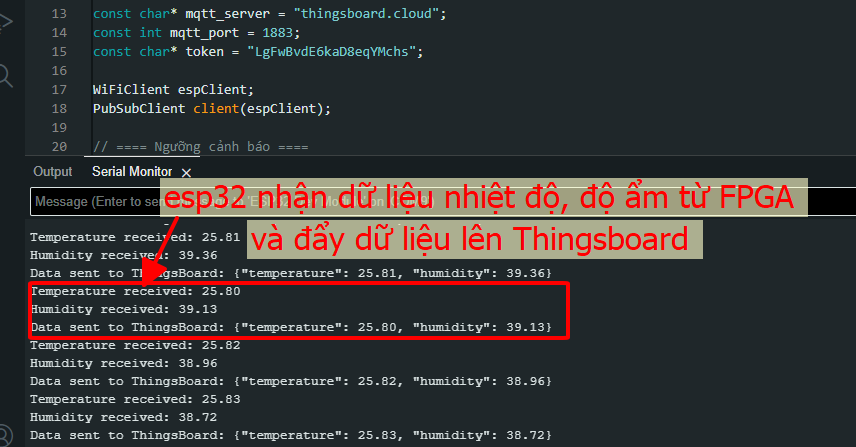 13 const char* mqtt_server = "thingsboard.cloud";
14 const int mqtt_port = 1883;
15 const char* token = "LgFwBvdE6kaD8eqYMchs";
16
17 WiFiClient espClient;
18 PubSubClient client(espClient);
19
20 // ==== Ngưỡng cảnh báo ====
Output Serial Monitor ×
Message (Enter to send message to 'ESP32
esp32 nhận dữ liệu nhiệt độ, độ ẩm từ FPGA
và đẩy dữ liệu lên Thingsboard
Temperature received: 25.81
Humidity received: 39.36
Data sent to ThingsBoard: {"temperature": 25.81, "humidity": 39.36}
Temperature received: 25.80
Humidity received: 39.13
Data sent to ThingsBoard: {"temperature": 25.80, "humidity": 39.13}
Temperature received: 25.82
Humidity received: 38.96
Data sent to ThingsBoard: {"temperature": 25.82, "humidity": 38.96}
Temperature received: 25.83
Humidity received: 38.72
Data sent to ThingsBoard: {"temperature": 25.83, "humidity": 38.72}